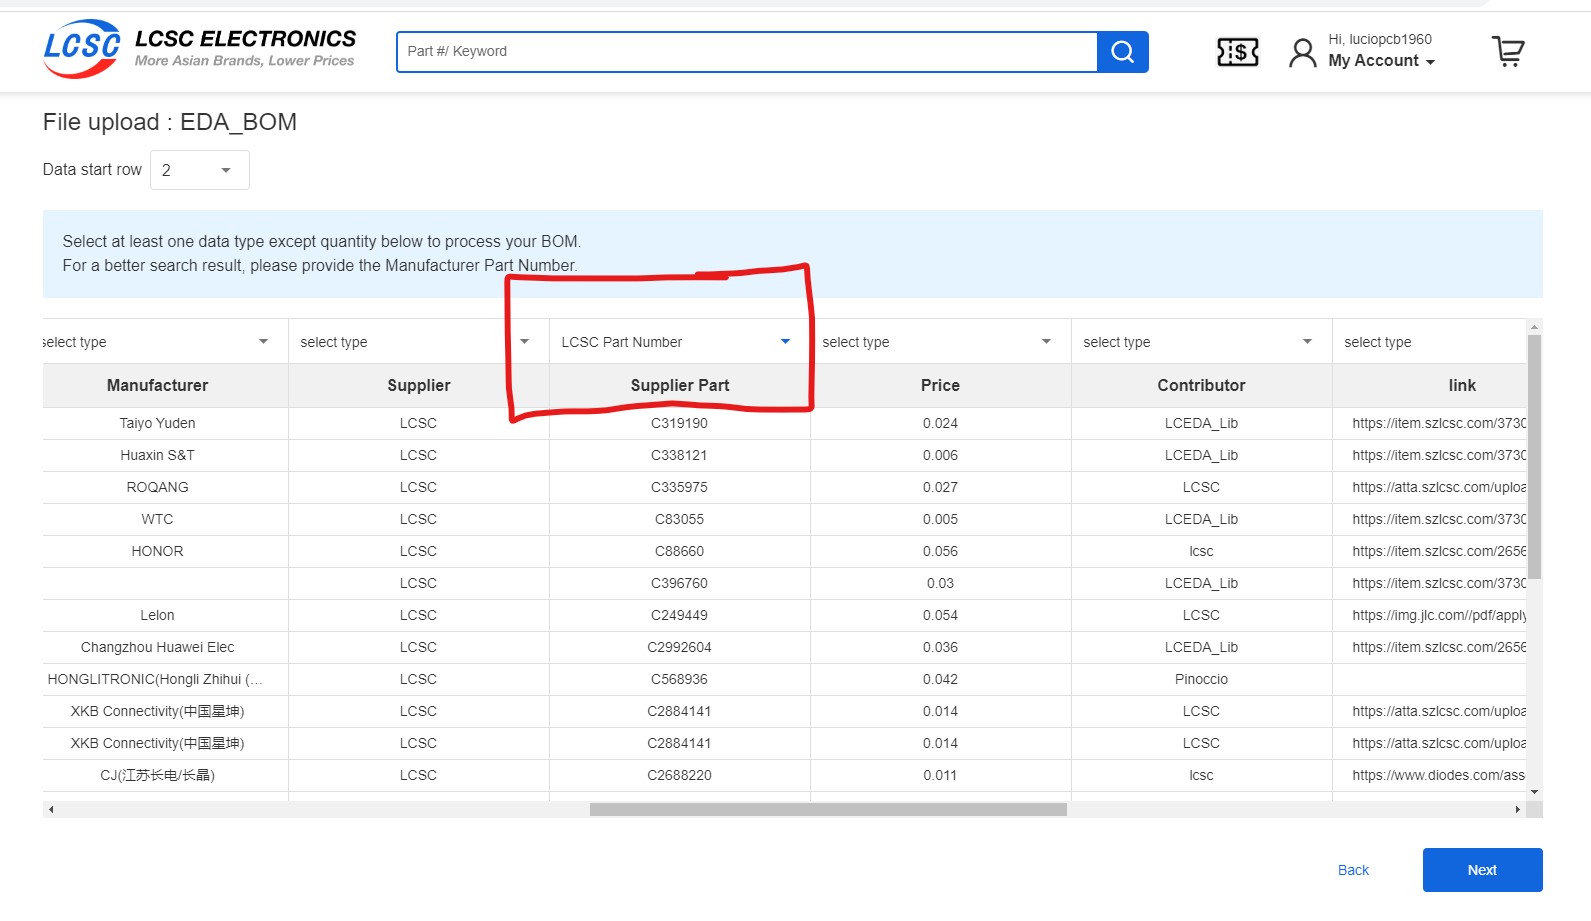 LCSC LCSC ELECTRONICS
More Asian Brands, Lower Prices
Part #/ Keyword
$
Hi, luciopcb1960
My Account
File upload : EDA_BOM
Data start row 2
Select at least one data type except quantity below to process your BOM.
For a better search result, please provide the Manufacturer Part Number.
select type select type LCSC Part Number select type select type select type
Manufacturer Supplier Supplier Part Price Contributor link
Taiyo Yuden LCSC C319190 0.024 LCEDA_Lib https://item.szlcsc.com/3730
Huaxin S&T LCSC C338121 0.006 LCEDA_Lib https://item.szlcsc.com/3730
ROQANG LCSC C335975 0.027 LCSC https://atta.szlcsc.com/uploa
WTC LCSC C83055 0.005 LCEDA_Lib https://item.szlcsc.com/3730
HONOR LCSC C88660 0.056 lcsc https://item.szlcsc.com/2656
LCSC C396760 0.03 LCEDA_Lib https://item.szlcsc.com/3730
Lelon LCSC C249449 0.054 LCSC https://img.jlc.com//pdf/apply
Changzhou Huawei Elec LCSC C2992604 0.036 LCEDA_Lib https://item.szlcsc.com/2656
HONGLITRONIC(Hongli Zhihui (... LCSC C568936 0.042 Pinoccio
XKB Connectivity(中国星坤) LCSC C2884141 0.014 LCSC https://atta.szlcsc.com/uploa
XKB Connectivity(中国星坤) LCSC C2884141 0.014 LCSC https://atta.szlcsc.com/uploa
CJ(江苏长电/长晶) LCSC C2688220 0.011 lcsc https://www.diodes.com/ass
Back Next